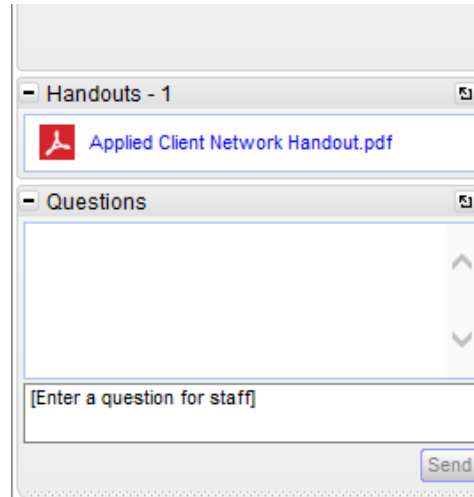 Handouts - 1
Applied Client Network Handout.pdf
Questions
[Enter a question for staff]
Send